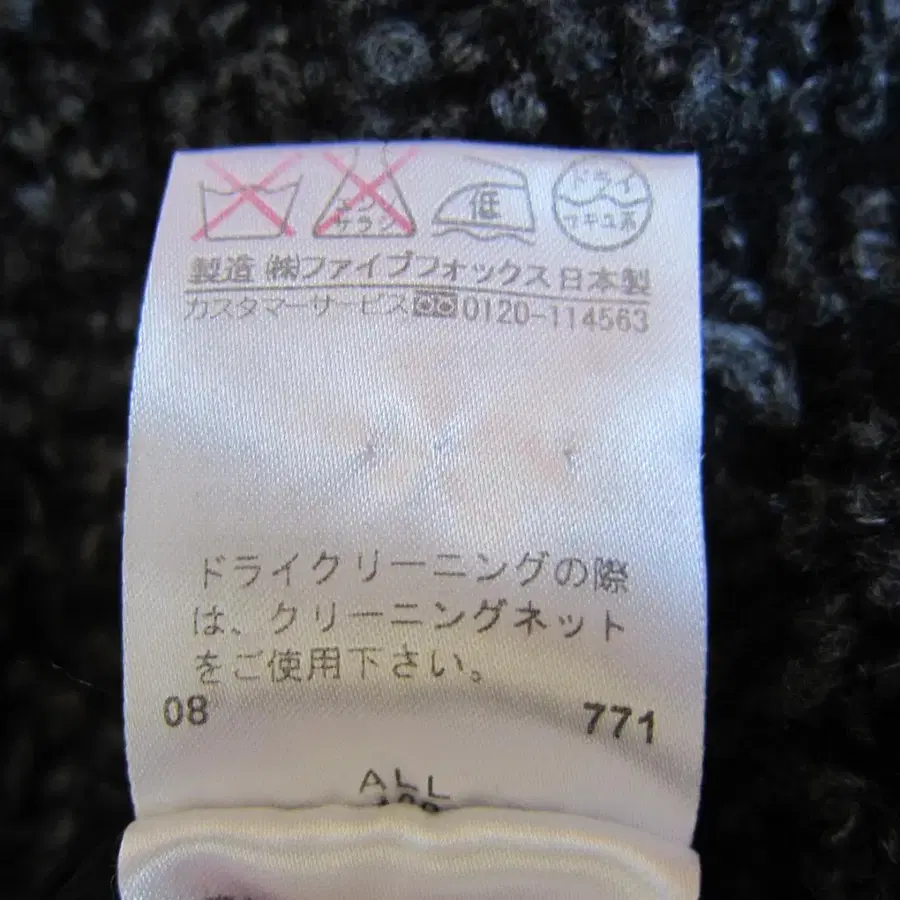 エンソ
サラシ
低
ドライ
セキユ系
製造 (株)ファイブフォックス 日本製
カスタマーサービス 0120-114563
ドライクリーニングの際
は、クリーニングネット
をご使用下さい。
08 771
ALL